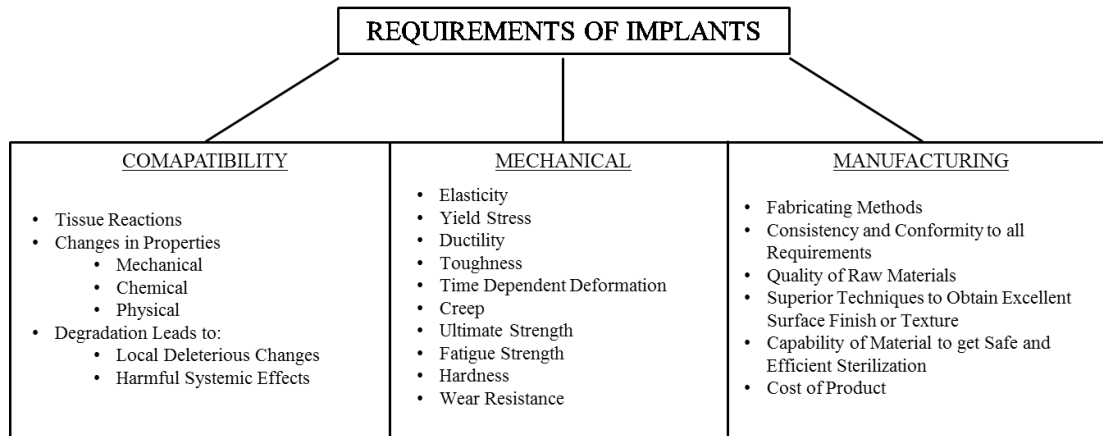 REQUIREMENTS OF IMPLANTS
COMAPATIBILITY
• Tissue Reactions
• Changes in Properties
• Mechanical
• Chemical
• Physical
• Degradation Leads to:
• Local Deleterious Changes
• Harmful Systemic Effects
MECHANICAL
• Elasticity
• Yield Stress
• Ductility
• Toughness
• Time Dependent Deformation
• Creep
• Ultimate Strength
• Fatigue Strength
• Hardness
• Wear Resistance
MANUFACTURING
• Fabricating Methods
• Consistency and Conformity to all
Requirements
• Quality of Raw Materials
• Superior Techniques to Obtain Excellent
Surface Finish or Texture
• Capability of Material to get Safe and
Efficient Sterilization
• Cost of Product